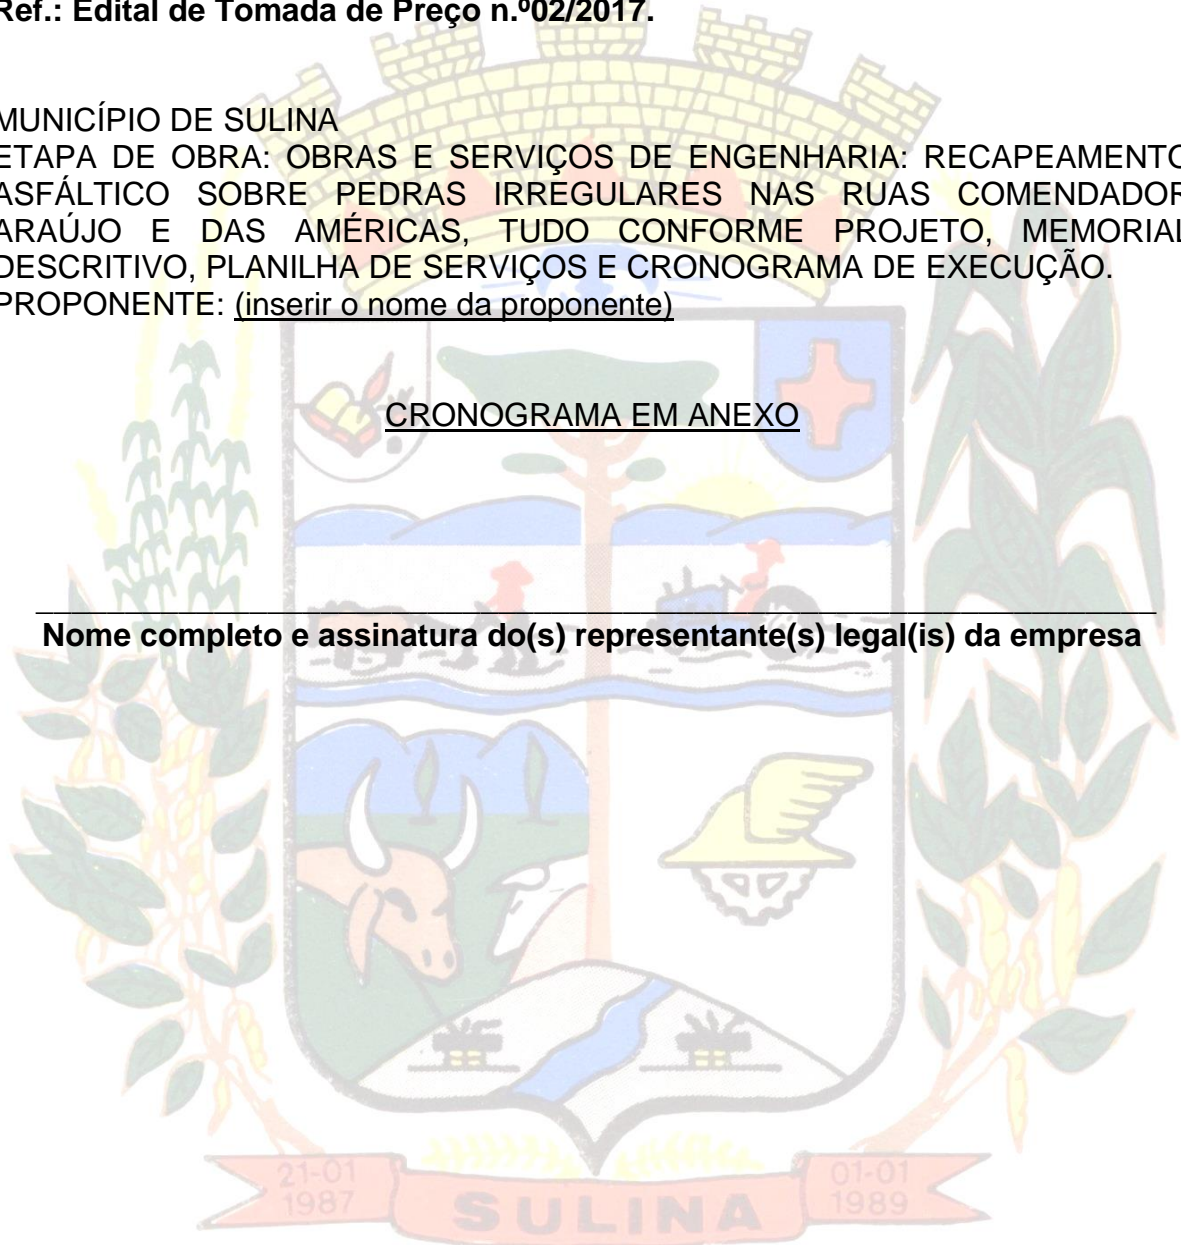 Ref.: Edital de Tomada de Preço n.º02/2017.
MUNICÍPIO DE SULINA
ETAPA DE OBRA: OBRAS E SERVIÇOS DE ENGENHARIA: RECAPEAMENTO
ASFÁLTICO SOBRE PEDRAS IRREGULARES NAS RUAS COMENDADOR
ARAÚJO E DAS AMÉRICAS, TUDO CONFORME PROJETO, MEMORIAL
DESCRITIVO, PLANILHA DE SERVIÇOS E CRONOGRAMA DE EXECUÇÃO.
PROPONENTE: (inserir o nome da proponente)
CRONOGRAMA EM ANEXO
Nome completo e assinatura do(s) representante(s) legal(is) da empresa
21-01
1987
SULINA
01-01
1989